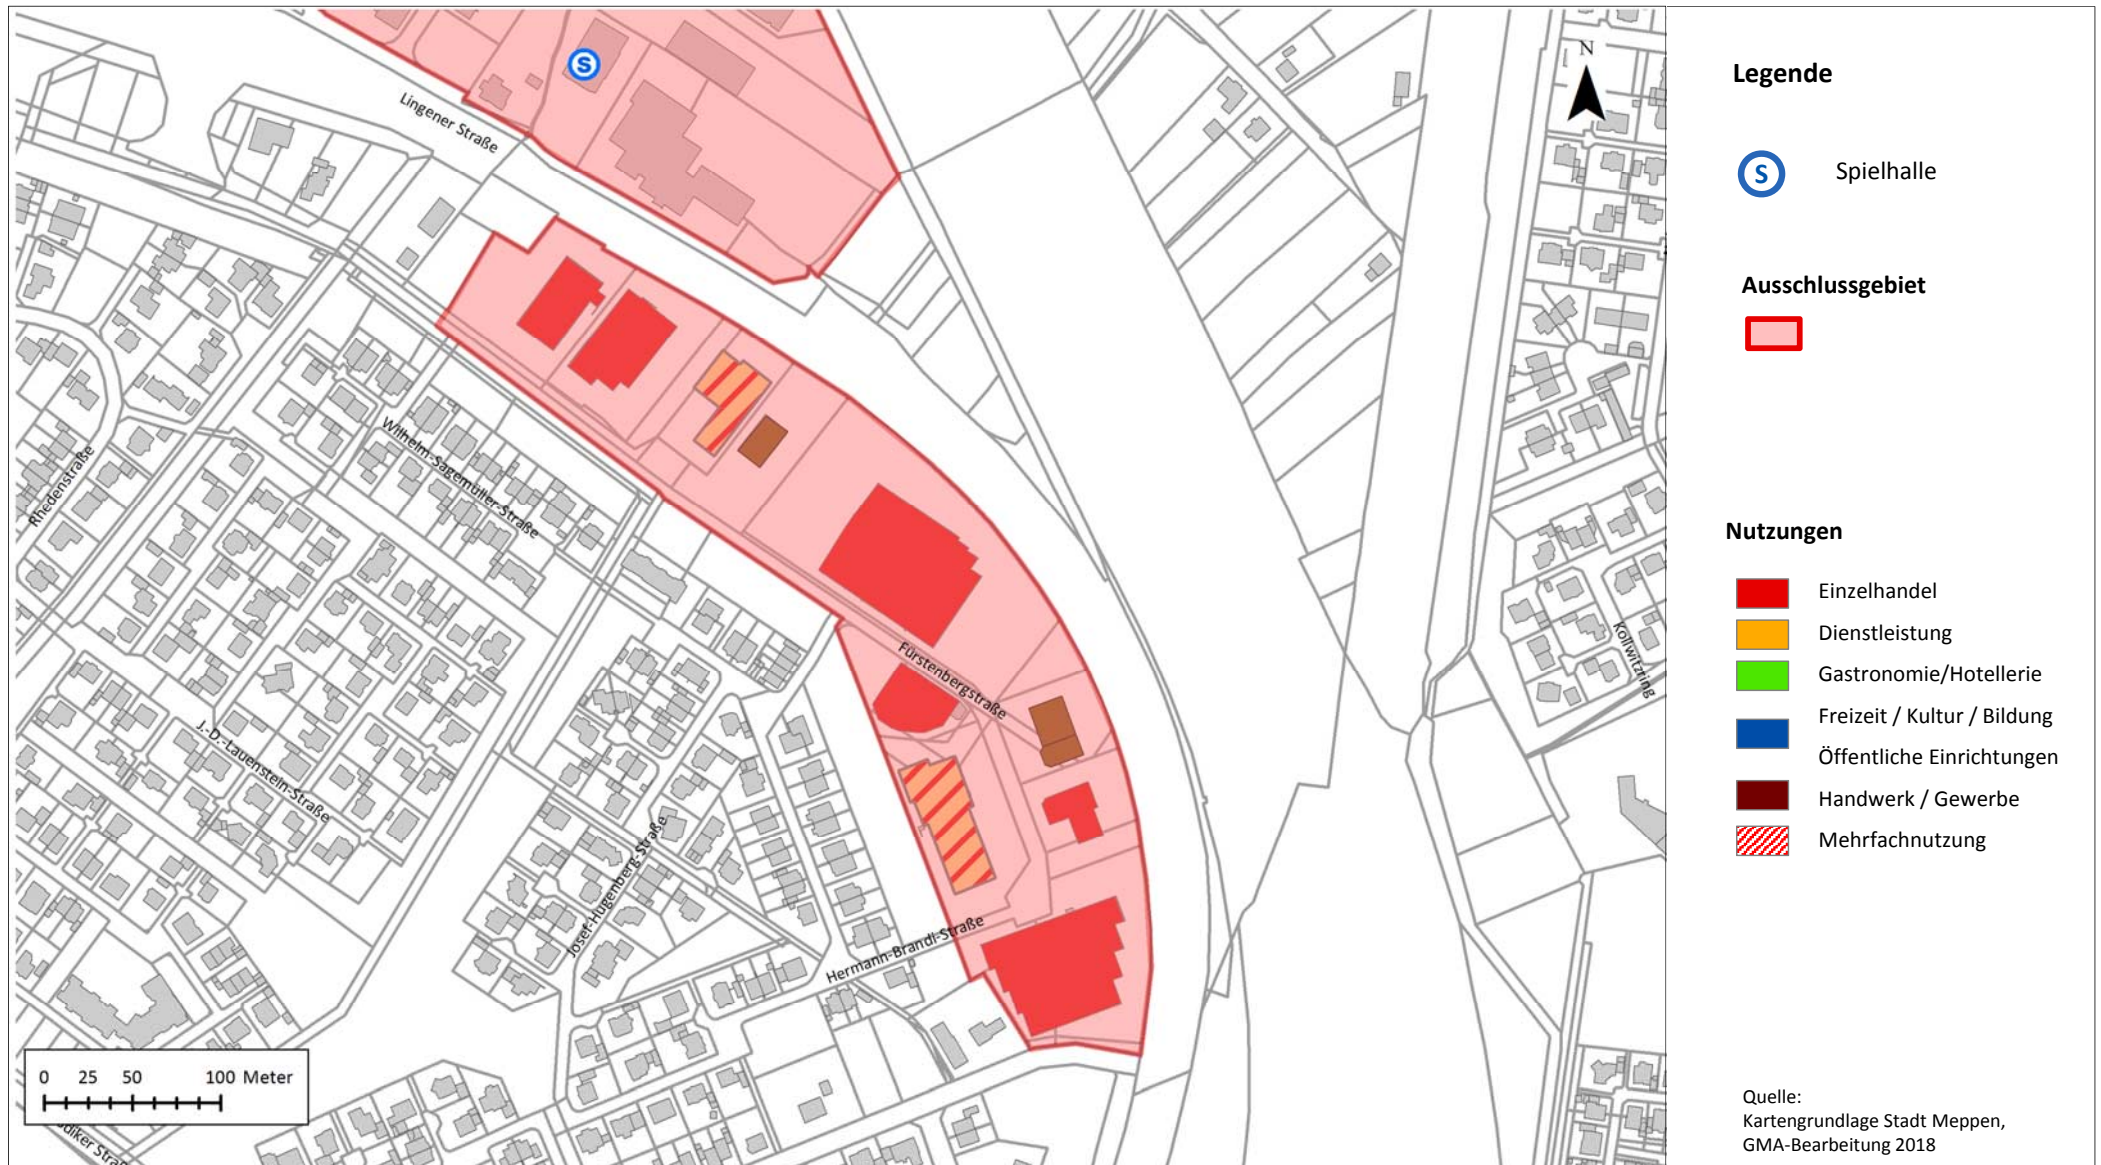 Lingener Straße
Rhedenstraße
Wilhelm-Sagemüller-Straße
Fürstenbergstraße
J.-D.-Lauenstein-Straße
Josef-Hugenberg-Straße
Hermann-Brandl-Straße
Kollwitzring
0 25 50 100 Meter
N
Legende
S
S Spielhalle
Ausschlussgebiet
Nutzungen
Einzelhandel
Dienstleistung
Gastronomie/Hotellerie
Freizeit / Kultur / Bildung
Öffentliche Einrichtungen
Handwerk / Gewerbe
Mehrfachnutzung
Quelle:
Kartengrundlage Stadt Meppen,
GMA-Bearbeitung 2018